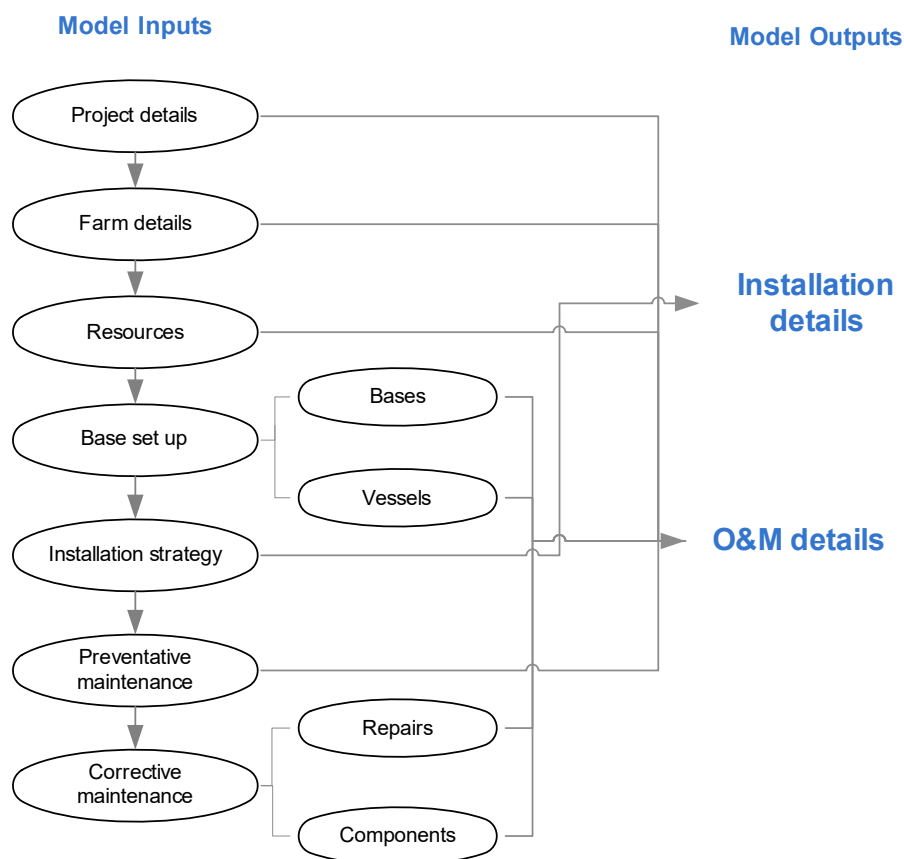 Model Inputs
Model Outputs
Project details
Farm details
Installation
details
Resources
Bases
Base set up
Vessels
O&M details
Installation strategy
Preventative
maintenance
Repairs
Corrective
maintenance
Components